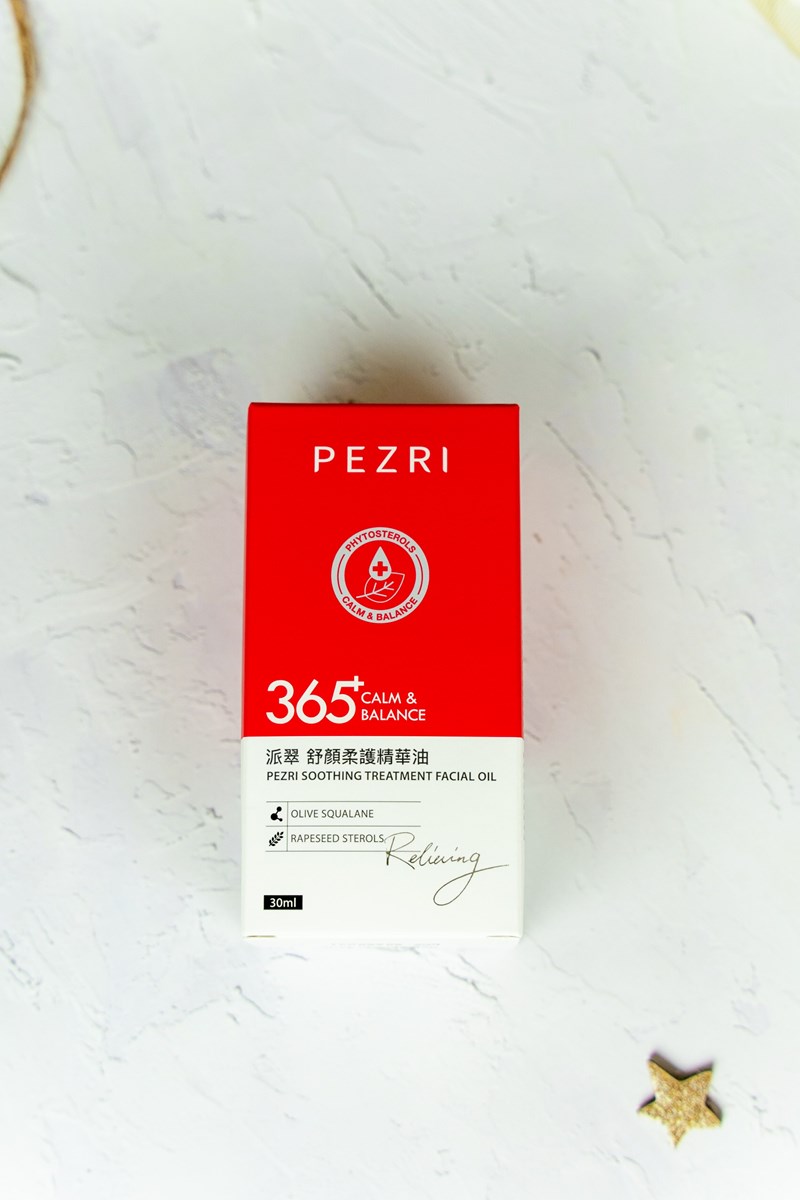 PEZRI
PHYTOSTEROLS
CALM & BALANCE
365+ CALM &
BALANCE
派翠 舒顏柔護精華油
PEZRI SOOTHING TREATMENT FACIAL OIL
OLIVE SQUALANE
RAPESEED STEROLS
Relieving
30ml